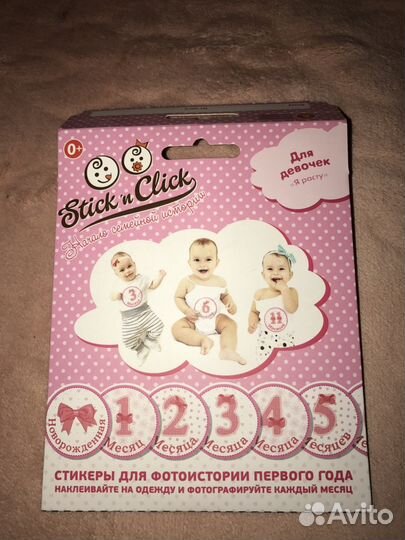 0+
Stick 'n Click
Начало семейной истории
Для
девочек
«Я расту»
3
6
11
Новорожденная
1
Месяц
2
Месяца
3
Месяца
4
Месяца
5
Месяцев
СТИКЕРЫ ДЛЯ ФОТОИСТОРИИ ПЕРВОГО ГОДА
НАКЛЕИВАЙТЕ НА ОДЕЖДУ И ФОТОГРАФИРУЙТЕ КАЖДЫЙ МЕСЯЦ
Avito